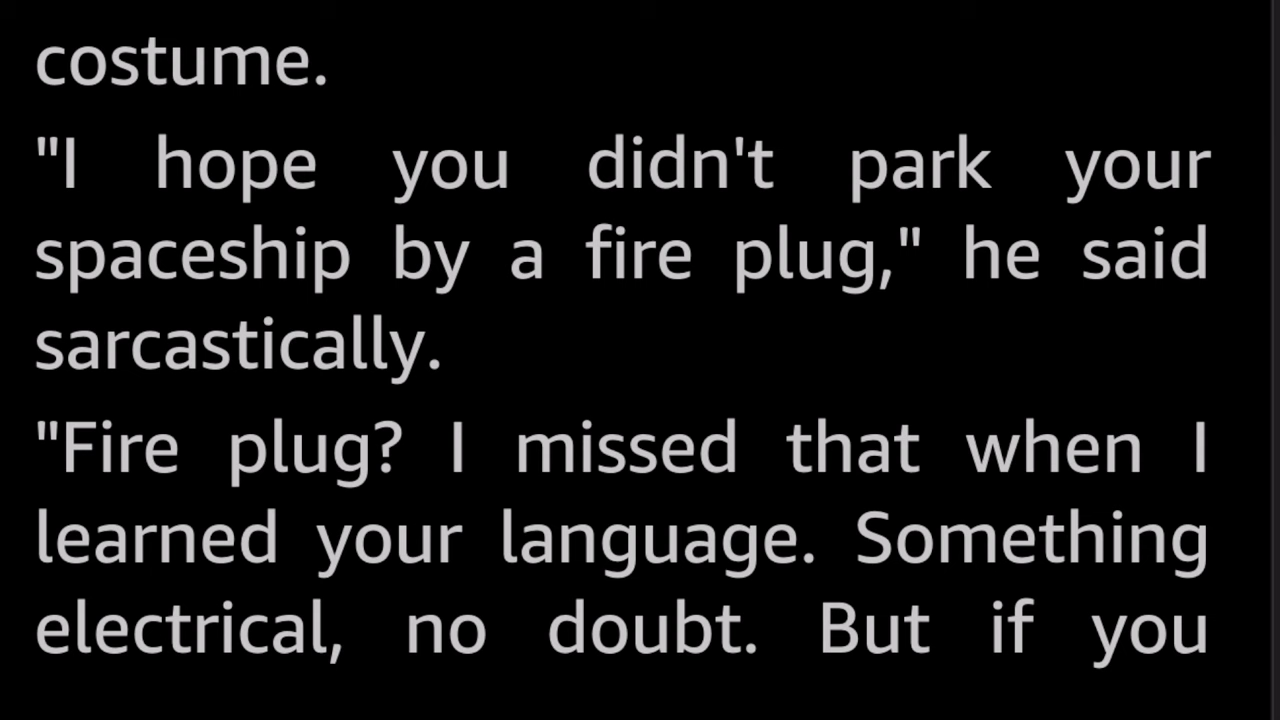 costume.
"I hope you didn't park your
spaceship by a fire plug," he said
sarcastically.
"Fire plug? I missed that when I
learned your language. Something
electrical, no doubt. But if you